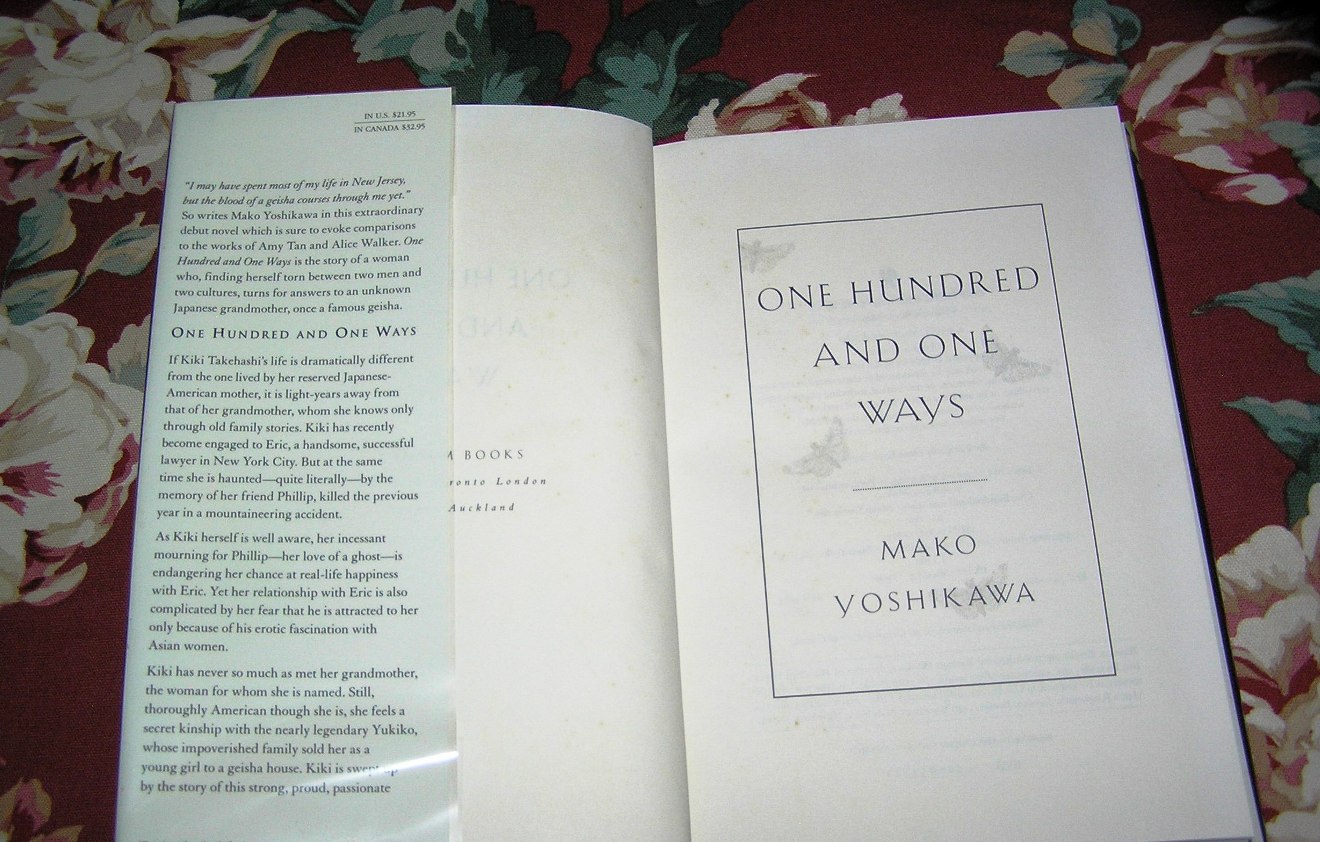 IN U.S. $21.95
IN CANADA $32.95
"I may have spent most of my life in New Jersey,
but the blood of a geisha courses through me yet."
So writes Mako Yoshikawa in this extraordinary
debut novel which is sure to evoke comparisons
to the works of Amy Tan and Alice Walker. One
Hundred and One Ways is the story of a woman
who, finding herself torn between two men and
two cultures, turns for answers to an unknown
Japanese grandmother, once a famous geisha.
ONE HUNDRED AND ONE WAYS
If Kiki Takehashi's life is dramatically different
from the one lived by her reserved Japanese-
American mother, it is light-years away from
that of her grandmother, whom she knows only
through old family stories. Kiki has recently
become engaged to Eric, a handsome, successful
lawyer in New York City. But at the same
time she is haunted—quite literally—by the
memory of her friend Phillip, killed the previous
year in a mountaineering accident.
As Kiki herself is well aware, her incessant
mourning for Phillip—her love of a ghost—is
endangering her chance at real-life happiness
with Eric. Yet her relationship with Eric is also
complicated by her fear that he is attracted to her
only because of his erotic fascination with
Asian women.
Kiki has never so much as met her grandmother,
the woman for whom she is named. Still,
thoroughly American though she is, she feels a
secret kinship with the nearly legendary Yukiko,
whose impoverished family sold her as a
young girl to a geisha house. Kiki is swept up
by the story of this strong, proud, passionate
M BOOKS
ronto London
Auckland
ONE HUNDRED
AND ONE
WAYS
MAKO
YOSHIKAWA